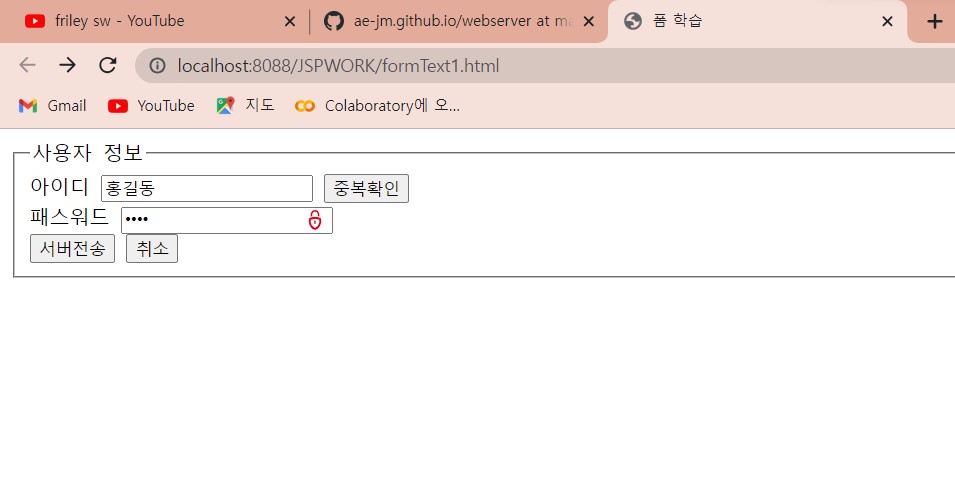 friley sw - YouTube
ae-jm.github.io/webserver at ma
폼 학습
localhost:8088/JSPWORK/formText1.html
Gmail YouTube 지도 Colaboratory에 오...
사용자 정보
아이디 홍길동 중복확인
패스워드 ••••
서버전송 취소